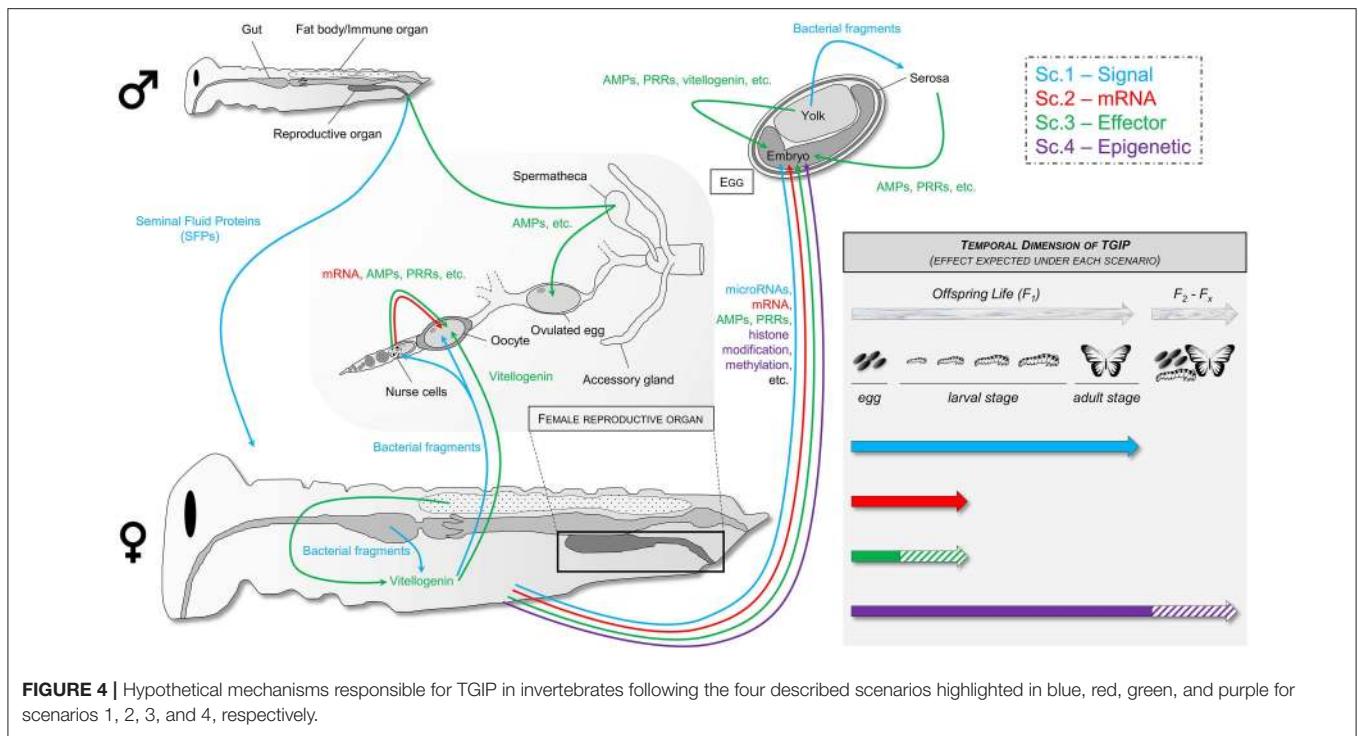 Gut
Fat body/Immune organ
Reproductive organ
♂
Bacterial fragments
AMPs, PRRs, vitellogenin, etc.
Serosa
Yolk
Embryo
EGG
AMPs, PRRs, etc.
Sc.1 – Signal
Sc.2 – mRNA
Sc.3 – Effector
Sc.4 – Epigenetic
Seminal Fluid Proteins
(SFPs)
Spermatheca
AMPs, etc.
mRNA, AMPs, PRRs, etc.
Ovulated egg
Oocyte
Nurse cells
Vitellogenin
Accessory gland
FEMALE REPRODUCTIVE ORGAN
Bacterial fragments
microRNAs,
mRNA,
AMPs, PRRs,
histone
modification,
methylation,
etc.
♀
Bacterial fragments
Vitellogenin
TEMPORAL DIMENSION OF TGIP
(EFFECT EXPECTED UNDER EACH SCENARIO)
Offspring Life (F1)
F2 - Fx
egg
larval stage
adult stage
FIGURE 4 | Hypothetical mechanisms responsible for TGIP in invertebrates following the four described scenarios highlighted in blue, red, green, and purple for
scenarios 1, 2, 3, and 4, respectively.